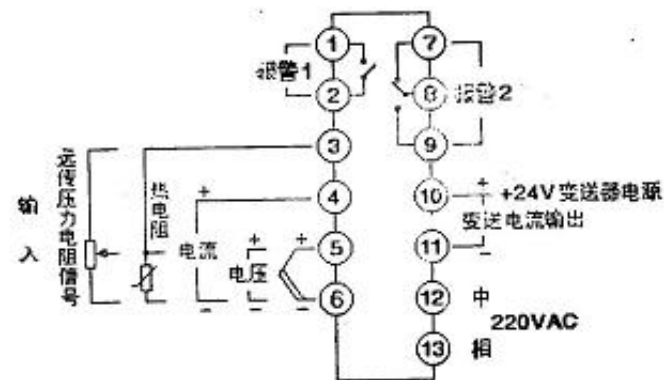 1
7
报警1
2
8
报警2
3
9
远传压力电阻信号
热电阻
+
4
10
+
+24V变送器电源
输入
变送电流输出
电流
+
电压
+
5
11
−
−
−
−
6
12
中
220VAC
13
相